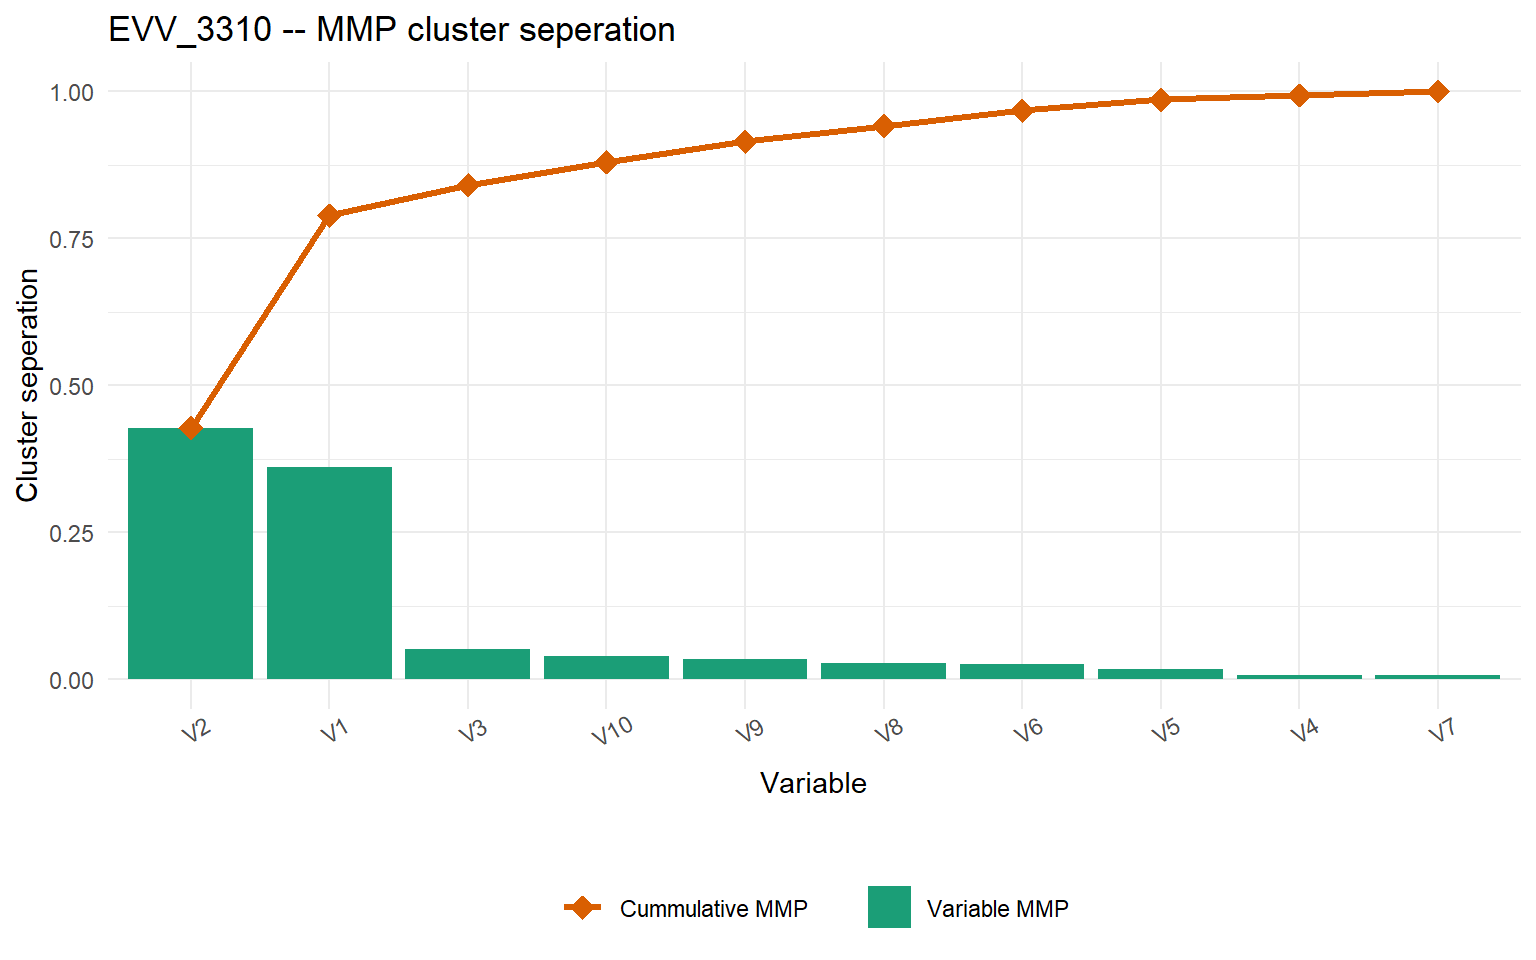 EVV_3310 -- MMP cluster seperation
Cluster seperation
1.00
0.75
0.50
0.25
0.00
V2 V1 V3 V10 V9 V8 V6 V5 V4 V7
Variable
Cummulative MMP Variable MMP